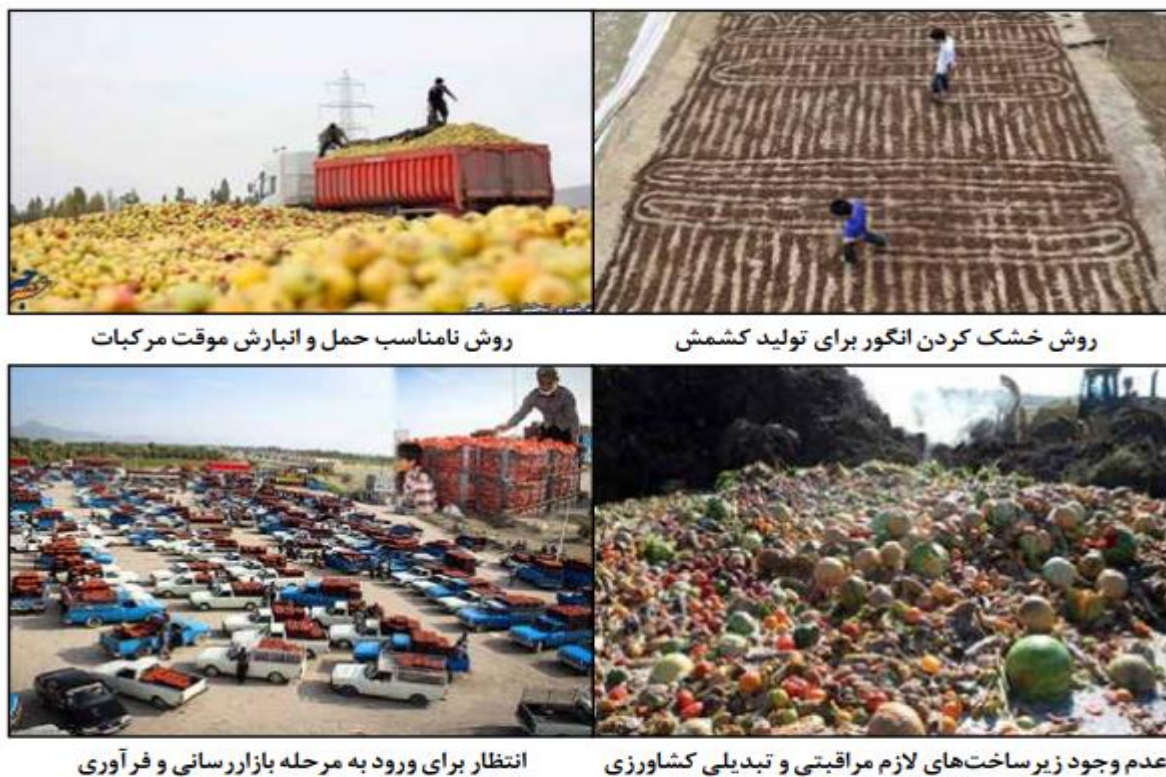 روش خشک کردن انگور برای تولید کشمش
روش نامناسب حمل و انبارش موقت مرکبات
عدم وجود زیرساخت‌های لازم مراقبتی و تبدیلی کشاورزی
انتظار برای ورود به مرحله بازاررسانی و فرآوری